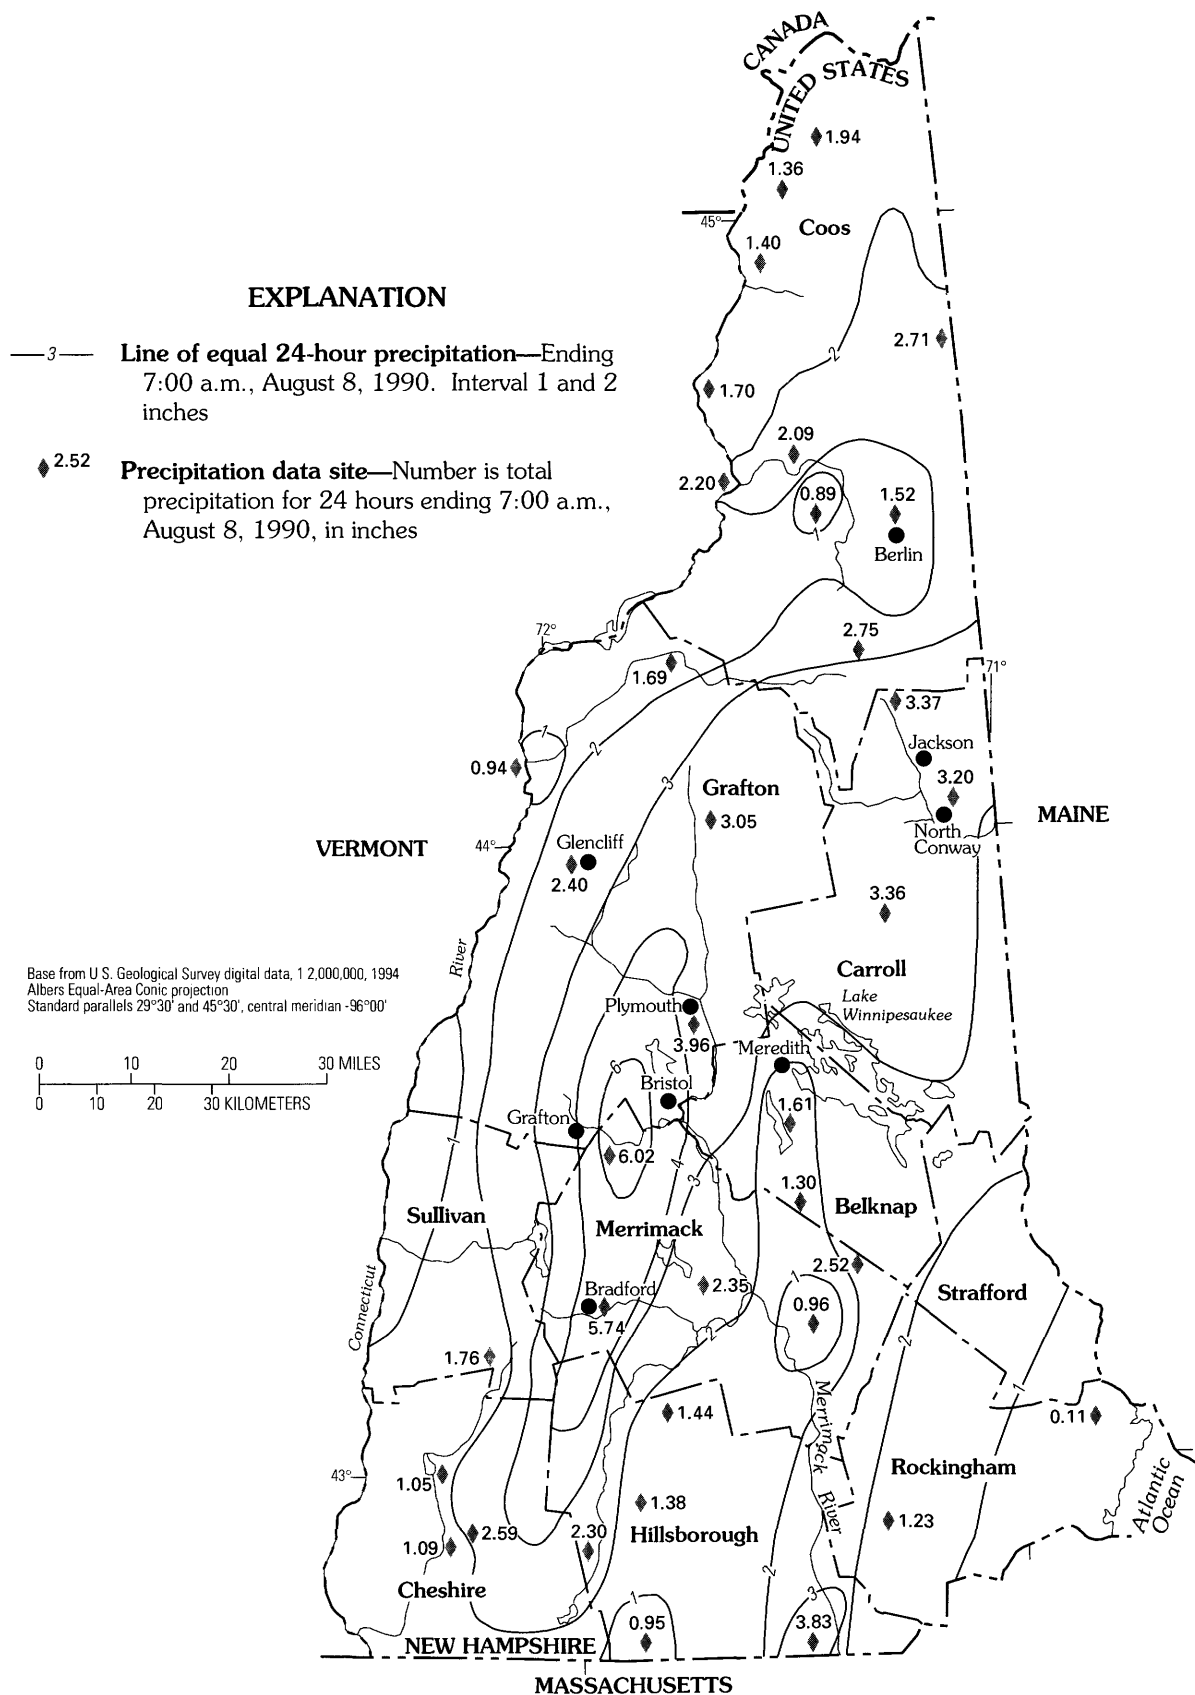 CANADA
UNITED STATES
1.94
1.36
45°
Coos
1.40
EXPLANATION
3
Line of equal 24-hour precipitation—Ending
7:00 a.m., August 8, 1990. Interval 1 and 2
inches
2.52
Precipitation data site—Number is total
precipitation for 24 hours ending 7:00 a.m.,
August 8, 1990, in inches
2.71
2
1.70
2.09
2.20
0.89
1.52
1
Berlin
72°
2.75
1.69
71°
3.37
1
2
Jackson
0.94
3
Grafton
3.20
3.05
MAINE
North
Conway
VERMONT
44°
Glencliff
2.40
3.36
River
Carroll
Base from U S. Geological Survey digital data, 1 2,000,000, 1994
Albers Equal-Area Conic projection
Standard parallels 29°30' and 45°30', central meridian -96°00'
Lake
Winnipesaukee
Plymouth
3.96
Meredith
0 10 20 30 MILES
0 10 20 30 KILOMETERS
6
Bristol
1.61
Grafton
1
6.02
4
3
1.30
Sullivan
Merrimack
Belknap
2.52
Connecticut
Bradford
2.35
1
0.96
Strafford
5.74
2
2
1.76
1
1.44
0.11
Merrimack River
43°
1.05
Rockingham
Atlantic
Ocean
1.38
2.59
2.30
Hillsborough
1.23
1.09
Cheshire
2
1
3
0.95
3.83
NEW HAMPSHIRE
MASSACHUSETTS